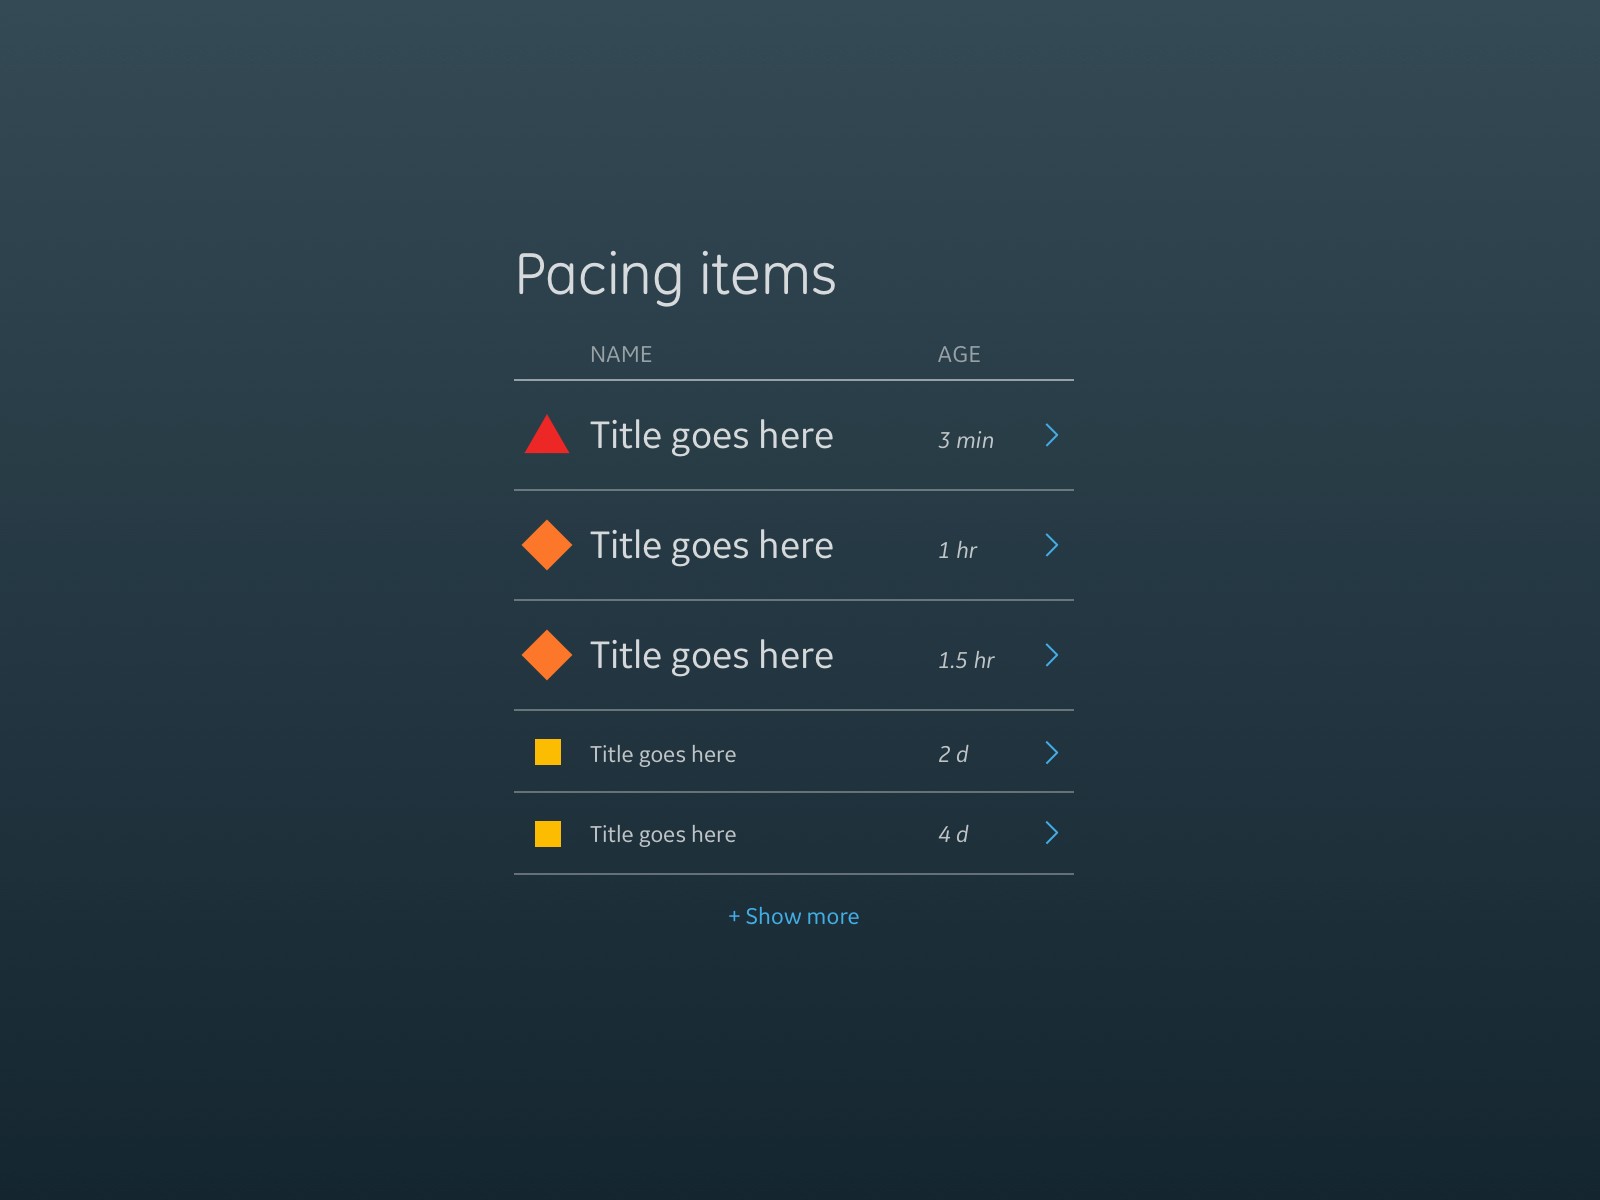 Pacing items
NAME AGE
Title goes here 3 min
Title goes here 1 hr
Title goes here 1.5 hr
Title goes here 2 d
Title goes here 4 d
+ Show more